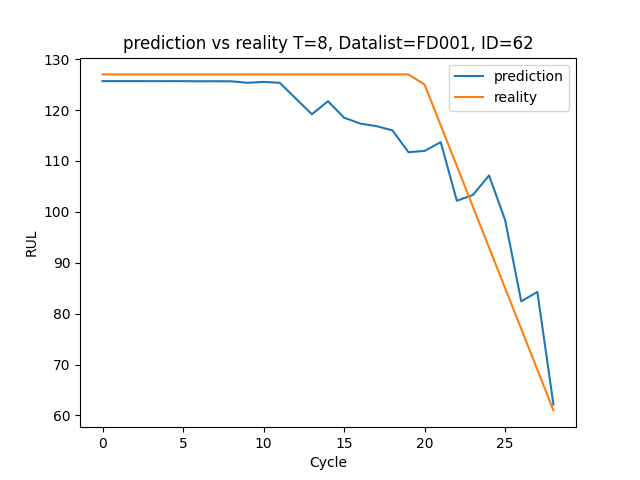 prediction vs reality T=8, Datalist=FD001, ID=62
prediction
reality
RUL
130
120
110
100
90
80
70
60
0 5 10 15 20 25
Cycle